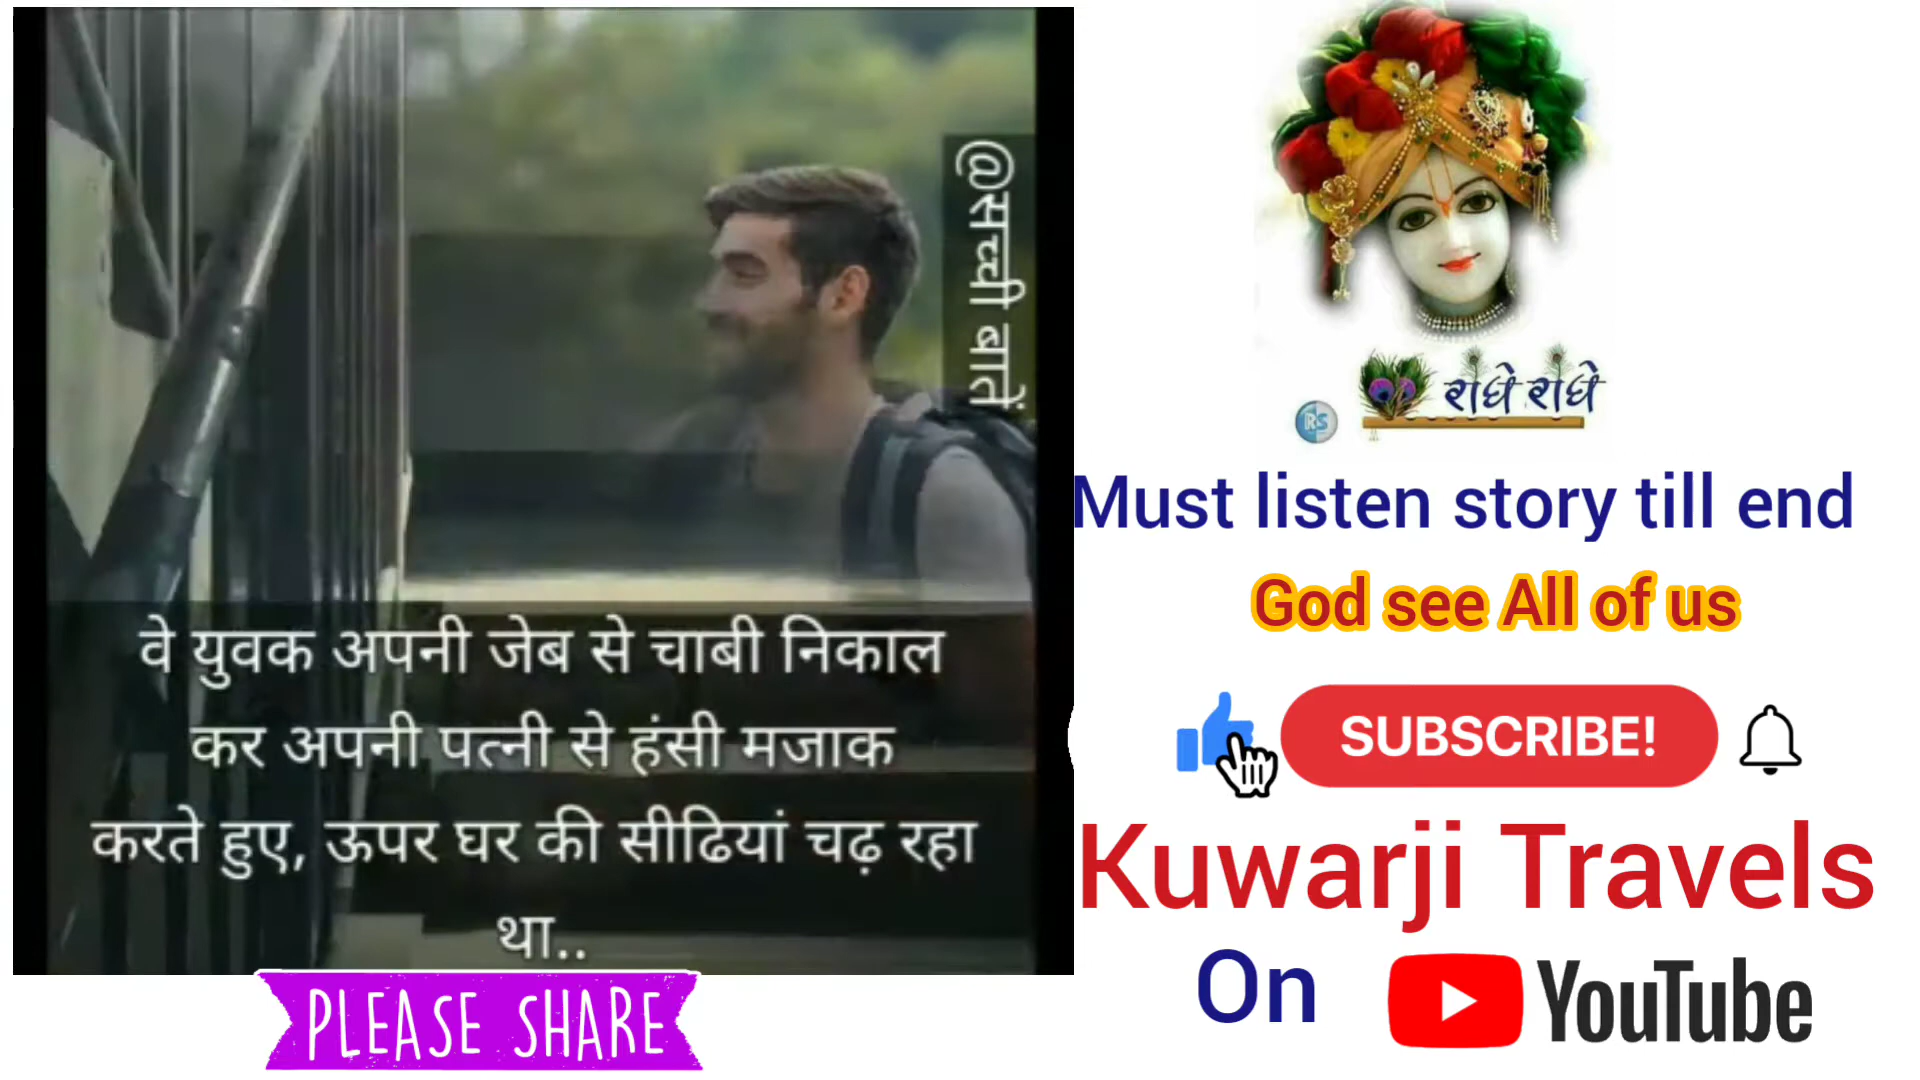 @सच्ची बातें
वे युवक अपनी जेब से चाबी निकाल
कर अपनी पत्नी से हंसी मजाक
करते हुए, ऊपर घर की सीढियां चढ़ रहा
था..
PLEASE SHARE
राधे राधे
RS
Must listen story till end
God see All of us
SUBSCRIBE!
Kuwarji Travels
On YouTube